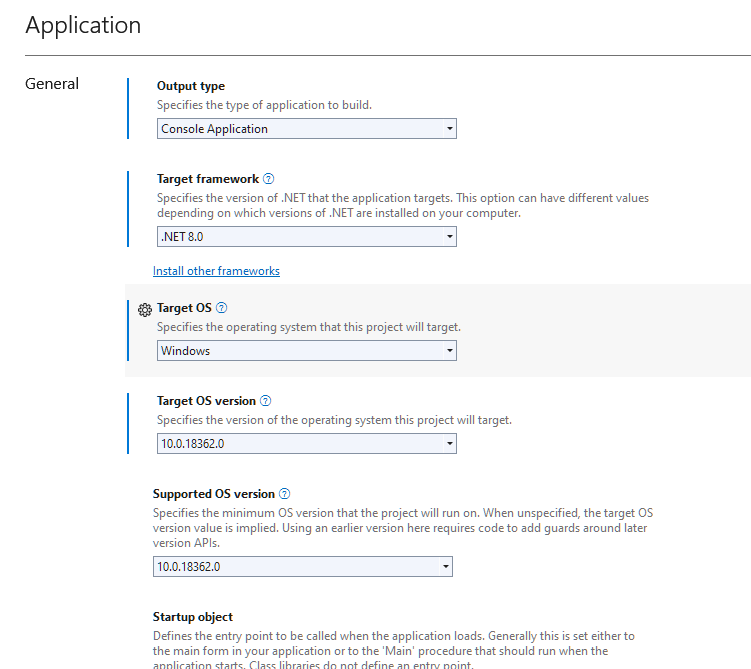 Application
General
Output type
Specifies the type of application to build.
Console Application
Target framework
Specifies the version of .NET that the application targets. This option can have different values
depending on which versions of .NET are installed on your computer.
.NET 8.0
Install other frameworks
Target OS
Specifies the operating system that this project will target.
Windows
Target OS version
Specifies the version of the operating system this project will target.
10.0.18362.0
Supported OS version
Specifies the minimum OS version that the project will run on. When unspecified, the target OS
version value is implied. Using an earlier version here requires code to add guards around later
version APIs.
10.0.18362.0
Startup object
Defines the entry point to be called when the application loads. Generally this is set either to
the main form in your application or to the 'Main' procedure that should run when the
application starts. Class libraries do not define an entry point.